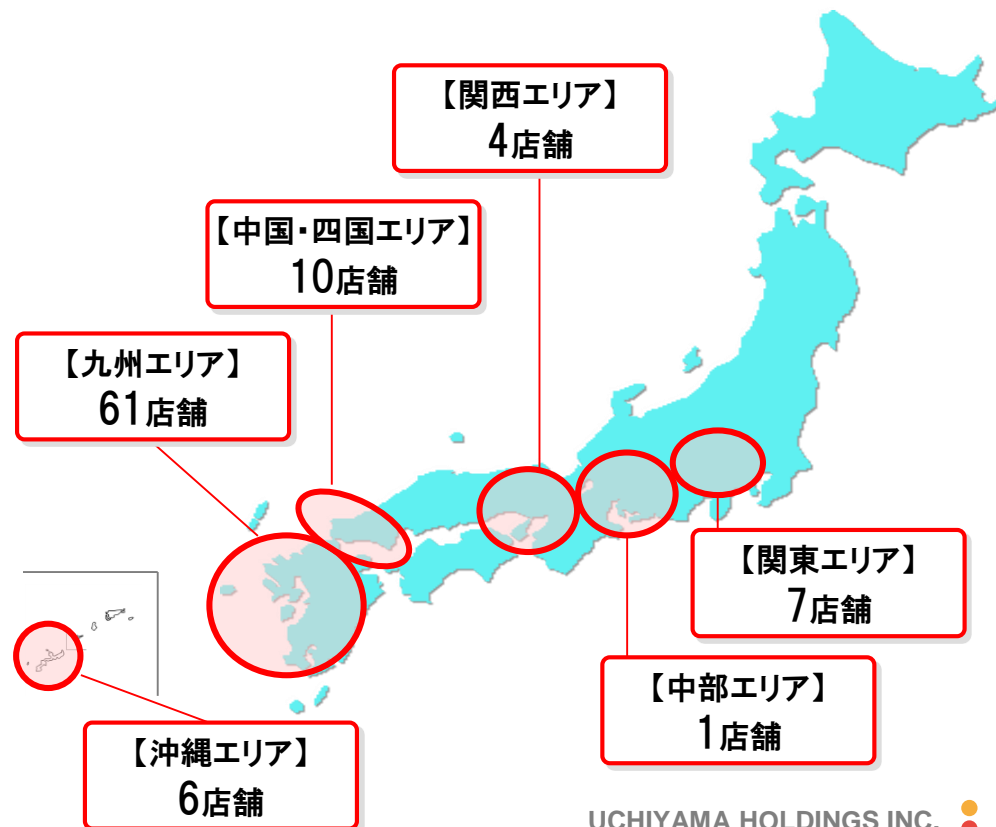 【関西エリア】
4店舗
【中国・四国エリア】
10店舗
【九州エリア】
61店舗
【関東エリア】
7店舗
【中部エリア】
1店舗
【沖縄エリア】
6店舗
UCHIYAMA HOLDINGS INC.